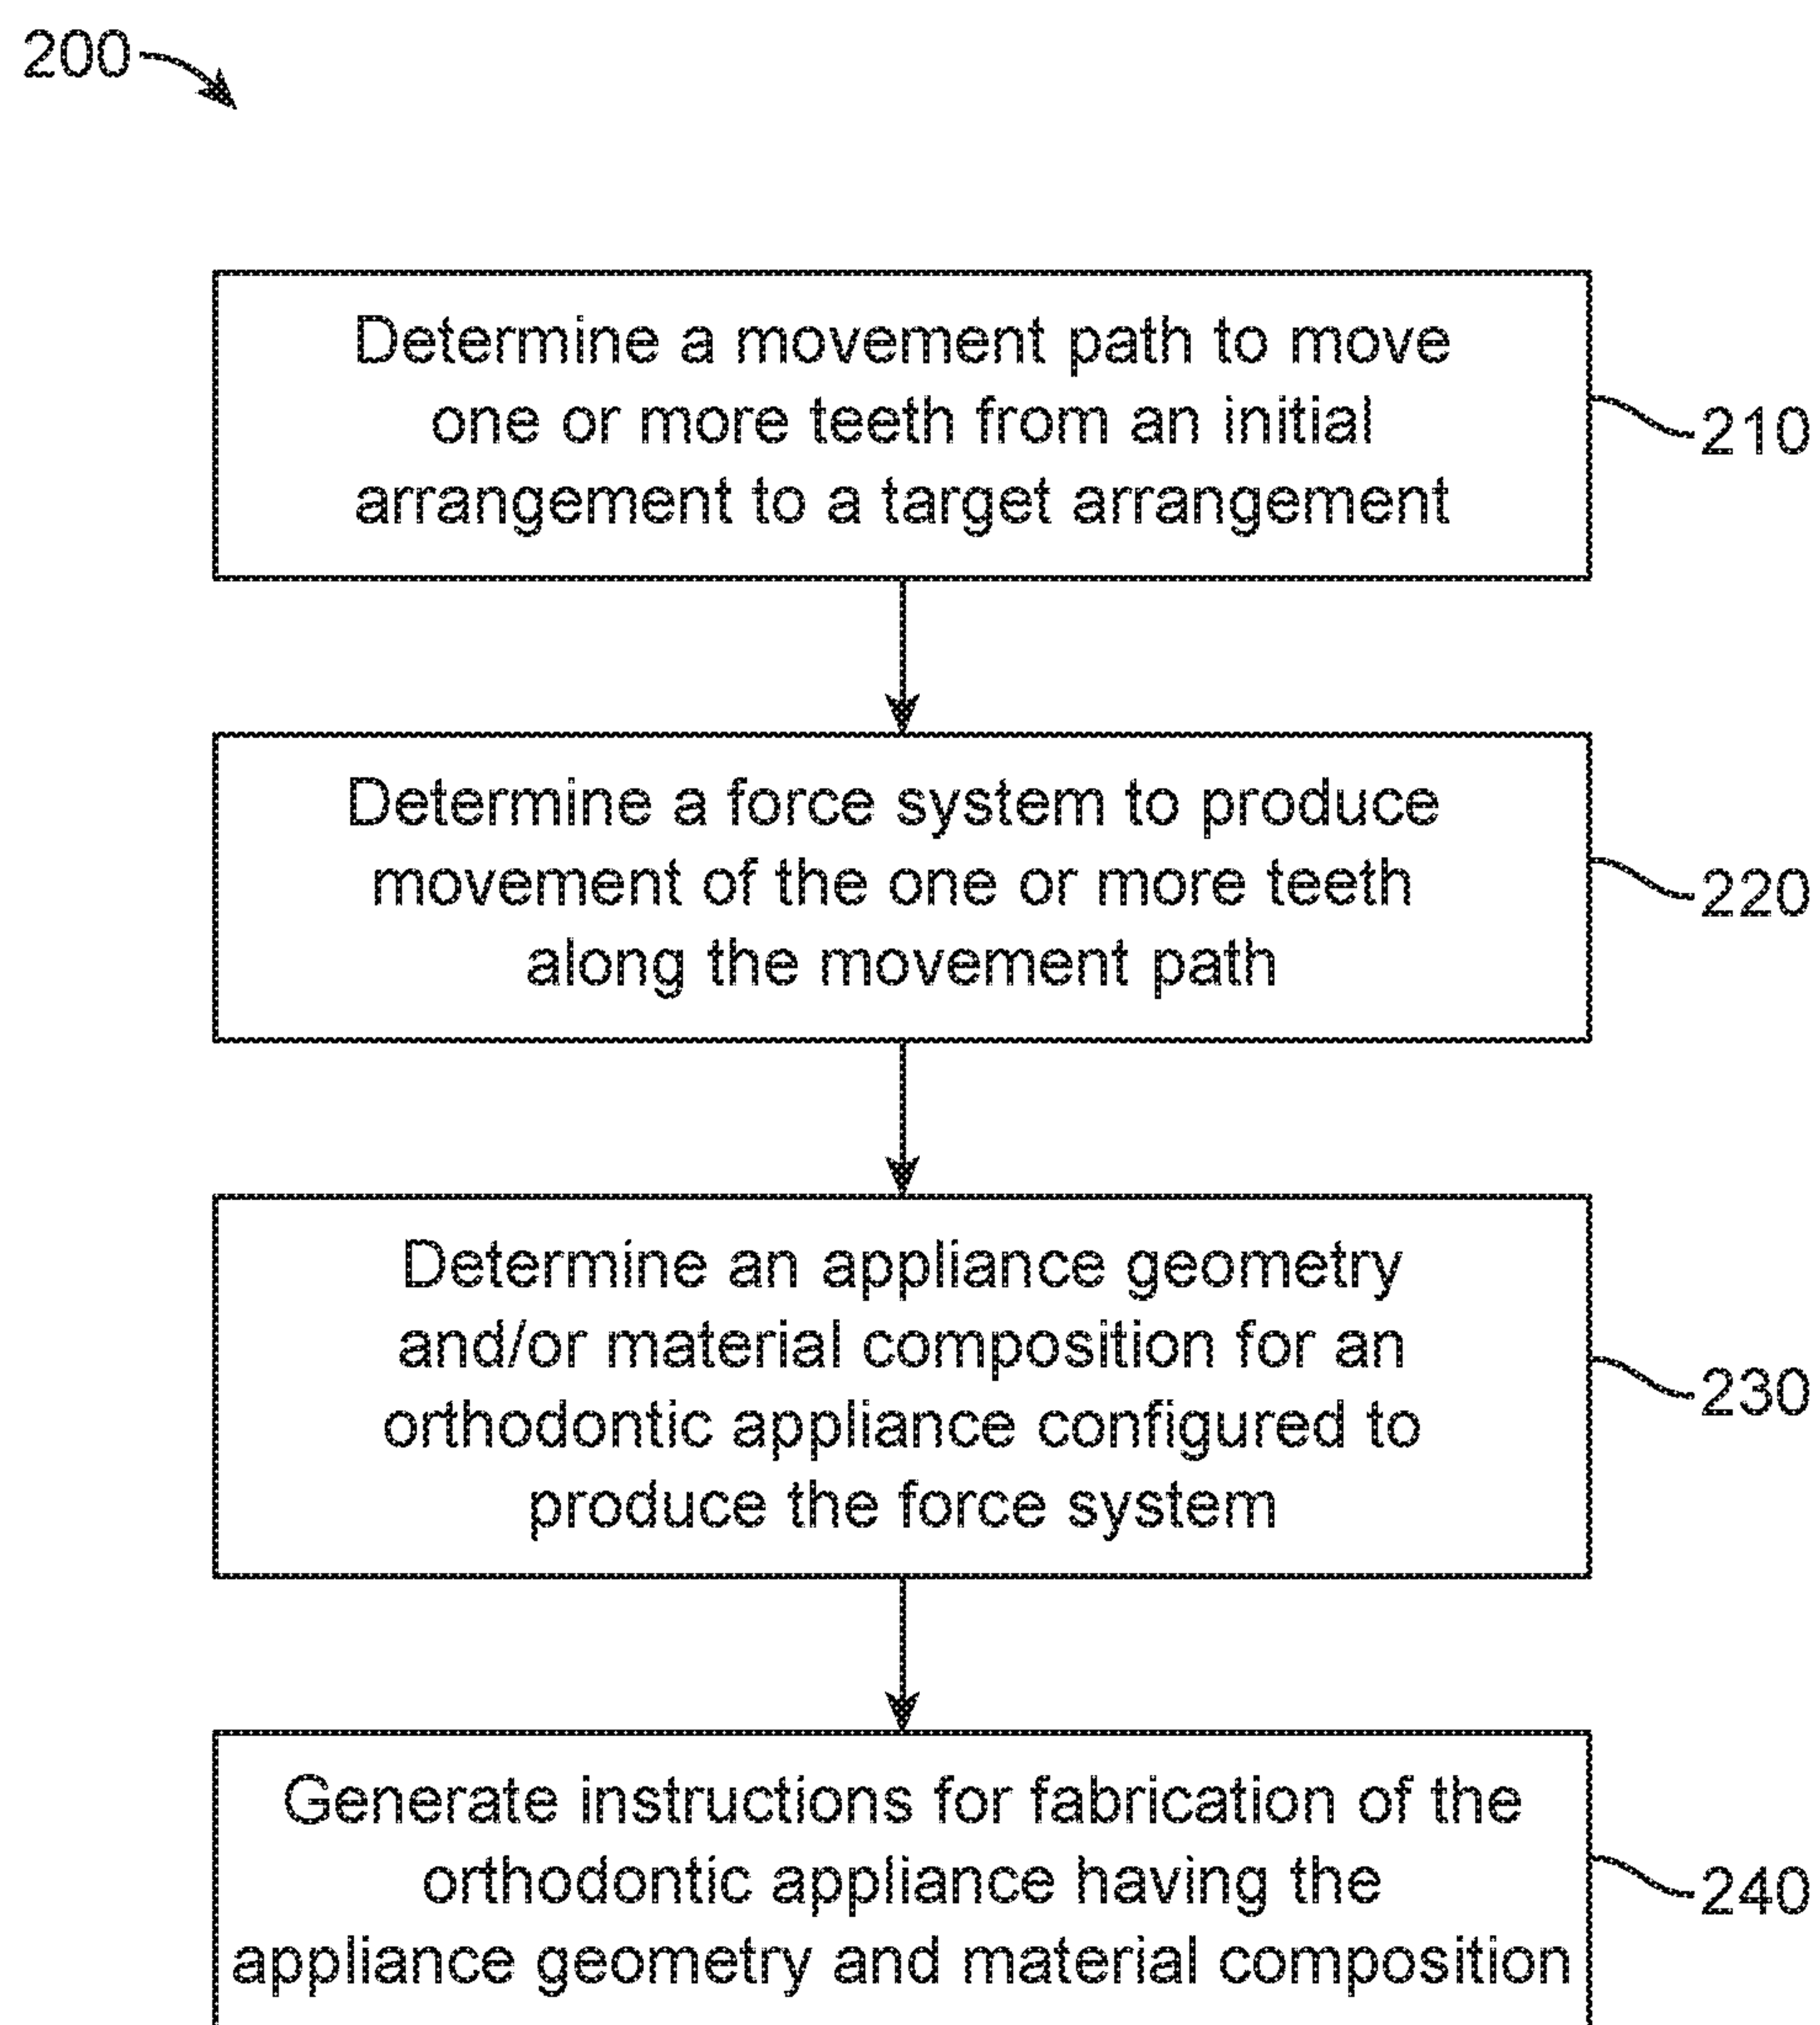 200
Determine a movement path to move
one or more teeth from an initial
arrangement to a target arrangement
210
Determine a force system to produce
movement of the one or more teeth
along the movement path
220
Determine an appliance geometry
and/or material composition for an
orthodontic appliance configured to
produce the force system
230
Generate instructions for fabrication of the
orthodontic appliance having the
appliance geometry and material composition
240